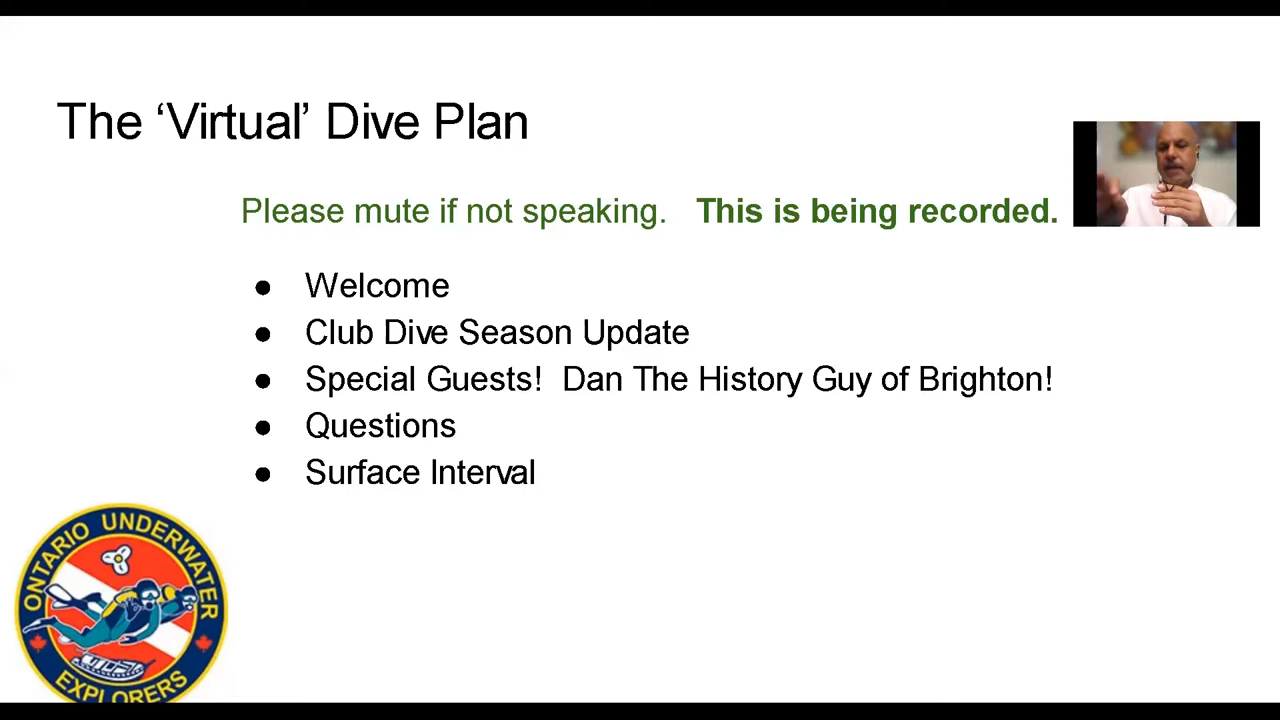 The ‘Virtual’ Dive Plan
Please mute if not speaking. This is being recorded.
● Welcome
● Club Dive Season Update
● Special Guests! Dan The History Guy of Brighton!
● Questions
● Surface Interval
ONTARIO UNDERWATER
EXPLORERS